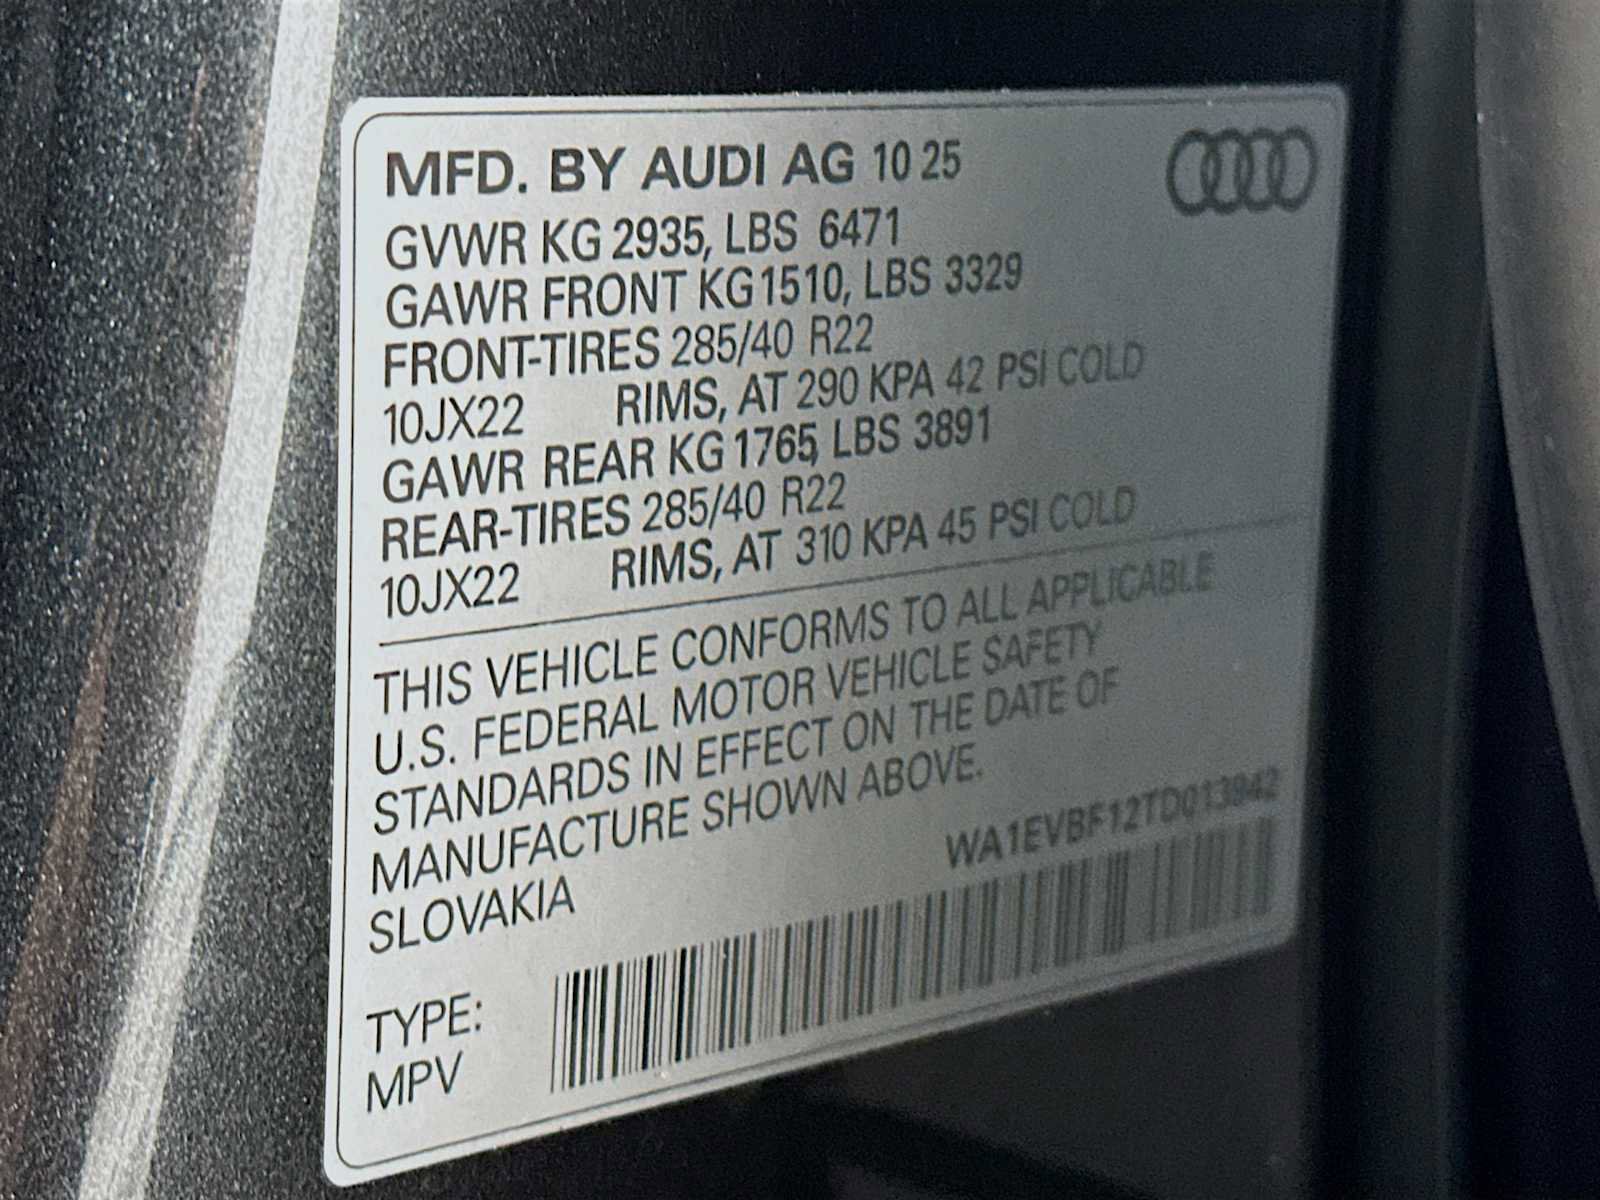 MFD. BY AUDI AG 10 25
GVWR KG 2935, LBS 6471
GAWR FRONT KG 1510, LBS 3329
FRONT-TIRES 285/40 R22
10JX22 RIMS, AT 290 KPA 42 PSI COLD
GAWR REAR KG 1765, LBS 3891
REAR-TIRES 285/40 R22
10JX22 RIMS, AT 310 KPA 45 PSI COLD
THIS VEHICLE CONFORMS TO ALL APPLICABLE
U.S. FEDERAL MOTOR VEHICLE SAFETY
STANDARDS IN EFFECT ON THE DATE OF
MANUFACTURE SHOWN ABOVE.
SLOVAKIA
WA1EVBF12TD013942
TYPE:
MPV